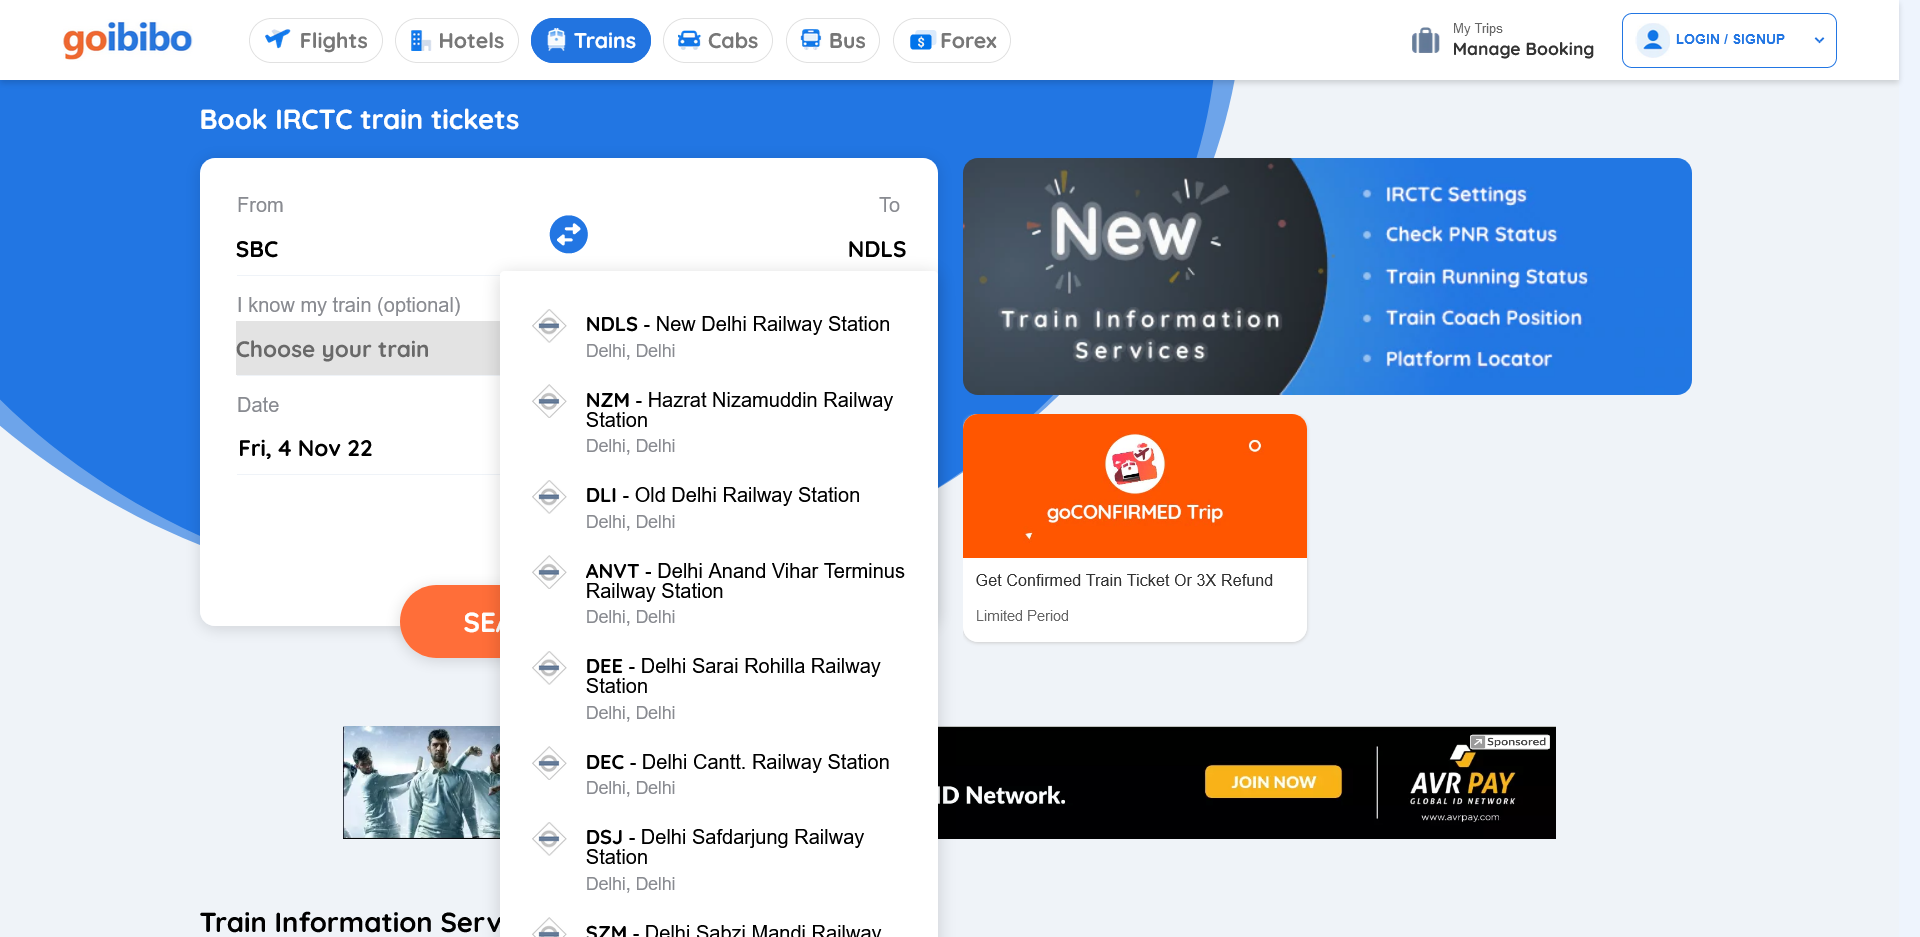 goibibo
Flights
Hotels
Trains
Cabs
Bus
Forex
My Trips
Manage Booking
LOGIN / SIGNUP
Book IRCTC train tickets
From
To
SBC
NDLS
I know my train (optional)
Choose your train
Date
Fri, 4 Nov 22
NDLS - New Delhi Railway Station
Delhi, Delhi
NZM - Hazrat Nizamuddin Railway
Station
Delhi, Delhi
DLI - Old Delhi Railway Station
Delhi, Delhi
ANVT - Delhi Anand Vihar Terminus
Railway Station
Delhi, Delhi
DEE - Delhi Sarai Rohilla Railway
Station
Delhi, Delhi
DEC - Delhi Cantt. Railway Station
Delhi, Delhi
DSJ - Delhi Safdarjung Railway
Station
Delhi, Delhi
SZM - Delhi Sabzi Mandi Railway
New
Train Information
Services
IRCTC Settings
Check PNR Status
Train Running Status
Train Coach Position
Platform Locator
goCONFIRMED Trip
Get Confirmed Train Ticket Or 3X Refund
Limited Period
ID Network.
JOIN NOW
Sponsored
AVR PAY
GLOBAL ID NETWORK
www.avrpay.com
Train Information